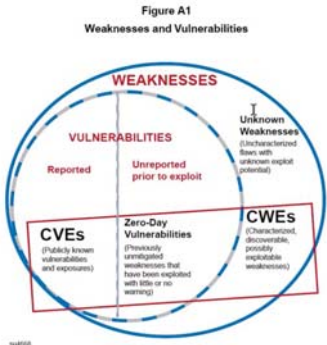 Figure A1
Weaknesses and Vulnerabilities
WEAKNESSES
Unknown
Weaknesses
(Uncharacterized
flaws with
unknown exploit
potential)
VULNERABILITIES
Reported
Unreported
prior to exploit
CVEs
(Publicly known
vulnerabilities
and exposures)
Zero-Day
Vulnerabilities
(Previously
unmitigated
weaknesses that
have been exploited
with little or no
warning)
CWEs
(Characterized,
discoverable,
possibly
exploitable
weaknesses)